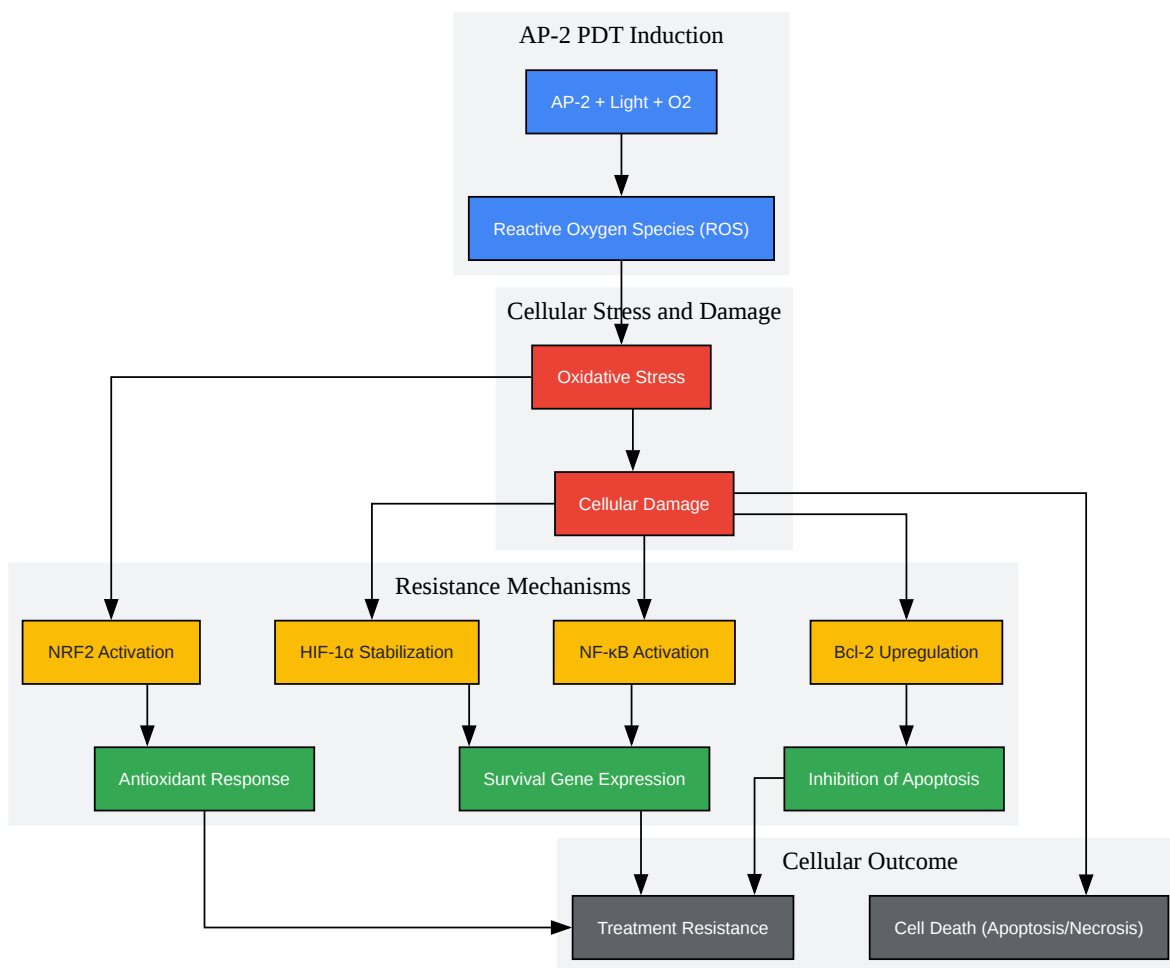 AP-2 PDT Induction
AP-2 + Light + O2
Reactive Oxygen Species (ROS)
Cellular Stress and Damage
Oxidative Stress
Cellular Damage
Resistance Mechanisms
NRF2 Activation
HIF-1α Stabilization
NF-κB Activation
Bcl-2 Upregulation
Antioxidant Response
Survival Gene Expression
Inhibition of Apoptosis
Cellular Outcome
Treatment Resistance
Cell Death (Apoptosis/Necrosis)